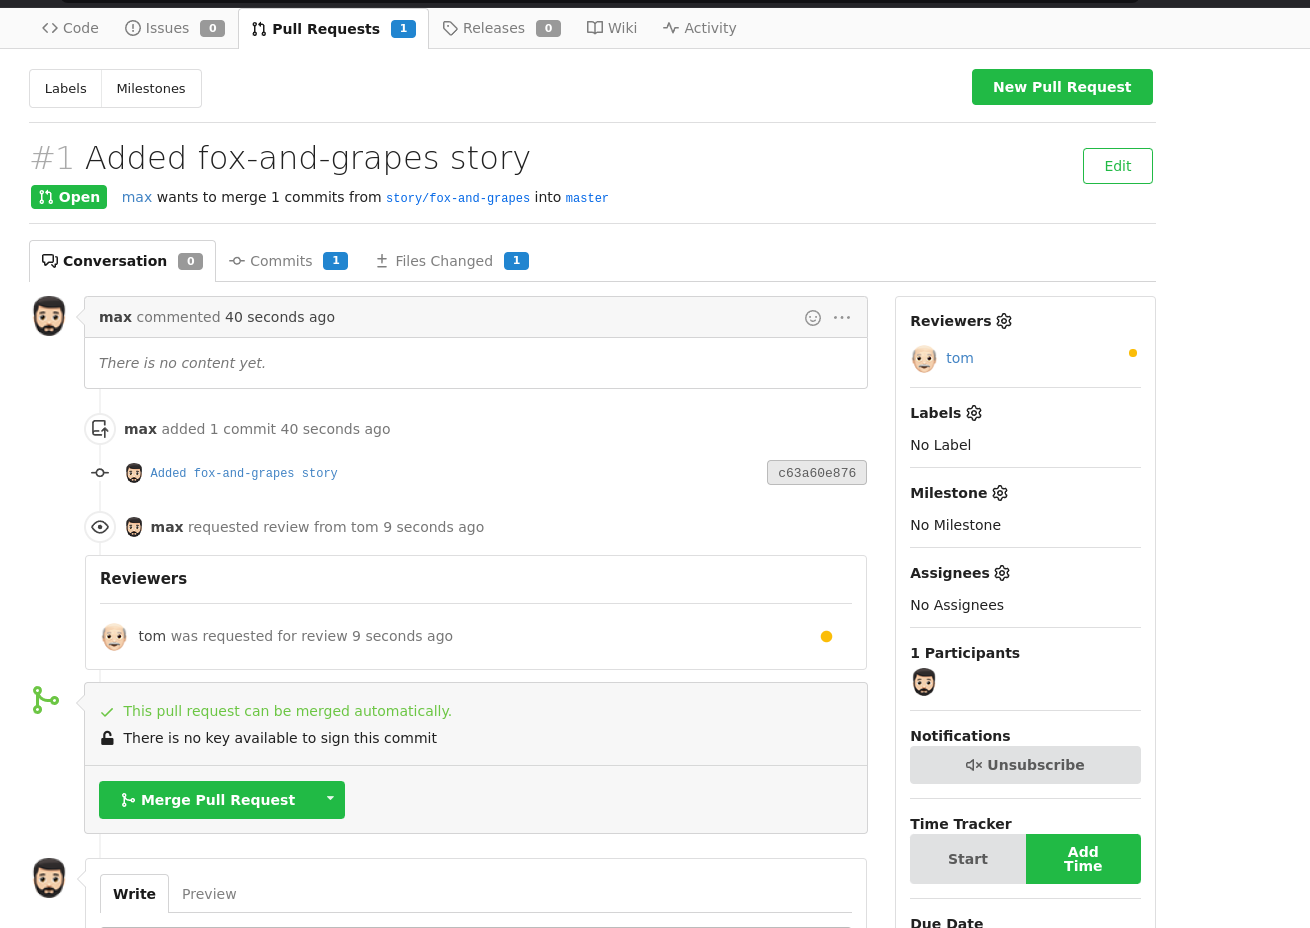 Code Issues 0 Pull Requests 1 Releases 0 Wiki Activity
Labels Milestones New Pull Request
#1 Added fox-and-grapes story
Edit
Open max wants to merge 1 commits from story/fox-and-grapes into master
Conversation 0 Commits 1 Files Changed 1
max commented 40 seconds ago
There is no content yet.
max added 1 commit 40 seconds ago
Added fox-and-grapes story c63a60e876
max requested review from tom 9 seconds ago
Reviewers
tom was requested for review 9 seconds ago
This pull request can be merged automatically.
There is no key available to sign this commit
Merge Pull Request
Write Preview
Reviewers
tom
Labels
No Label
Milestone
No Milestone
Assignees
No Assignees
1 Participants
Notifications
Unsubscribe
Time Tracker
Start Add Time
Due Date